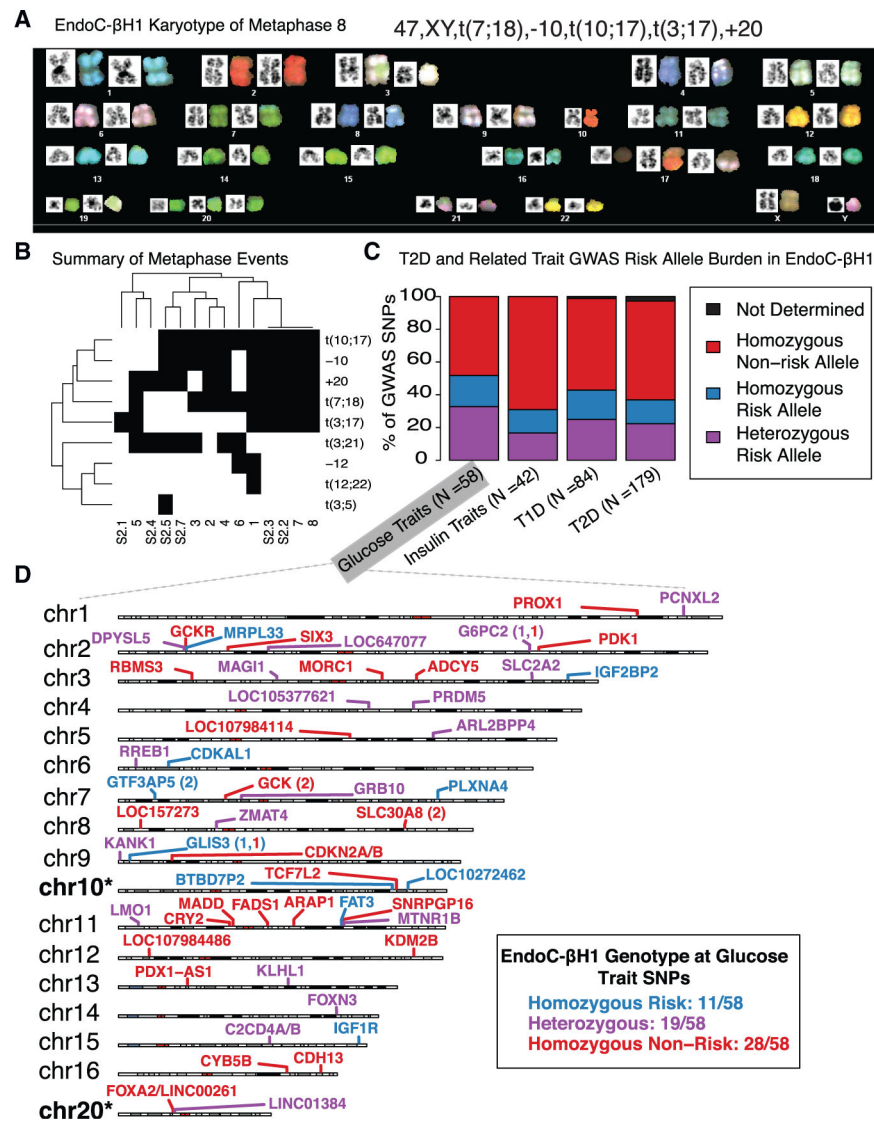 A
EndoC-βH1 Karyotype of Metaphase 8
47,XY,t(7;18),-10,t(10;17),t(3;17),+20
1 2 3 4 5
6 7 8 9 10 11 12
13 14 15 16 17 18
19 20 21 22 X Y
B
Summary of Metaphase Events
t(10;17)
−10
+20
t(7;18)
t(3;17)
t(3;21)
−12
t(12;22)
t(3;5)
S2.1 5 S2.4 S2.5 S2.7 3 2 4 6 1 S2.3 S2.2 7 8
C
T2D and Related Trait GWAS Risk Allele Burden in EndoC-βH1
% of GWAS SNPs
100
80
60
40
20
0
Glucose Traits (N =58)
Insulin Traits (N =42)
T1D (N =84)
T2D (N =179)
Not Determined
Homozygous
Non-risk Allele
Homozygous
Risk Allele
Heterozygous
Risk Allele
D
chr1 PROX1 PCNXL2
chr2 DPYSL5 GCKR MRPL33 SIX3 LOC647077 G6PC2 (1,1) PDK1
chr3 RBMS3 MAGI1 MORC1 ADCY5 SLC2A2 IGF2BP2
chr4 LOC105377621 PRDM5
chr5 LOC107984114 ARL2BPP4
chr6 RREB1 CDKAL1
chr7 GTF3AP5 (2) GCK (2) GRB10 PLXNA4
chr8 LOC157273 ZMAT4 SLC30A8 (2)
chr9 KANK1 GLIS3 (1,1) CDKN2A/B
chr10* BTBD7P2 TCF7L2 LOC10272462
chr11 LMO1 CRY2 MADD FADS1 ARAP1 FAT3 SNRPGP16 MTNR1B
chr12 LOC107984486 KDM2B
chr13 PDX1−AS1 KLHL1
chr14 FOXN3
chr15 C2CD4A/B IGF1R
chr16 CYB5B CDH13
chr20* FOXA2/LINC00261 LINC01384
EndoC-βH1 Genotype at Glucose
Trait SNPs
Homozygous Risk: 11/58
Heterozygous: 19/58
Homozygous Non−Risk: 28/58